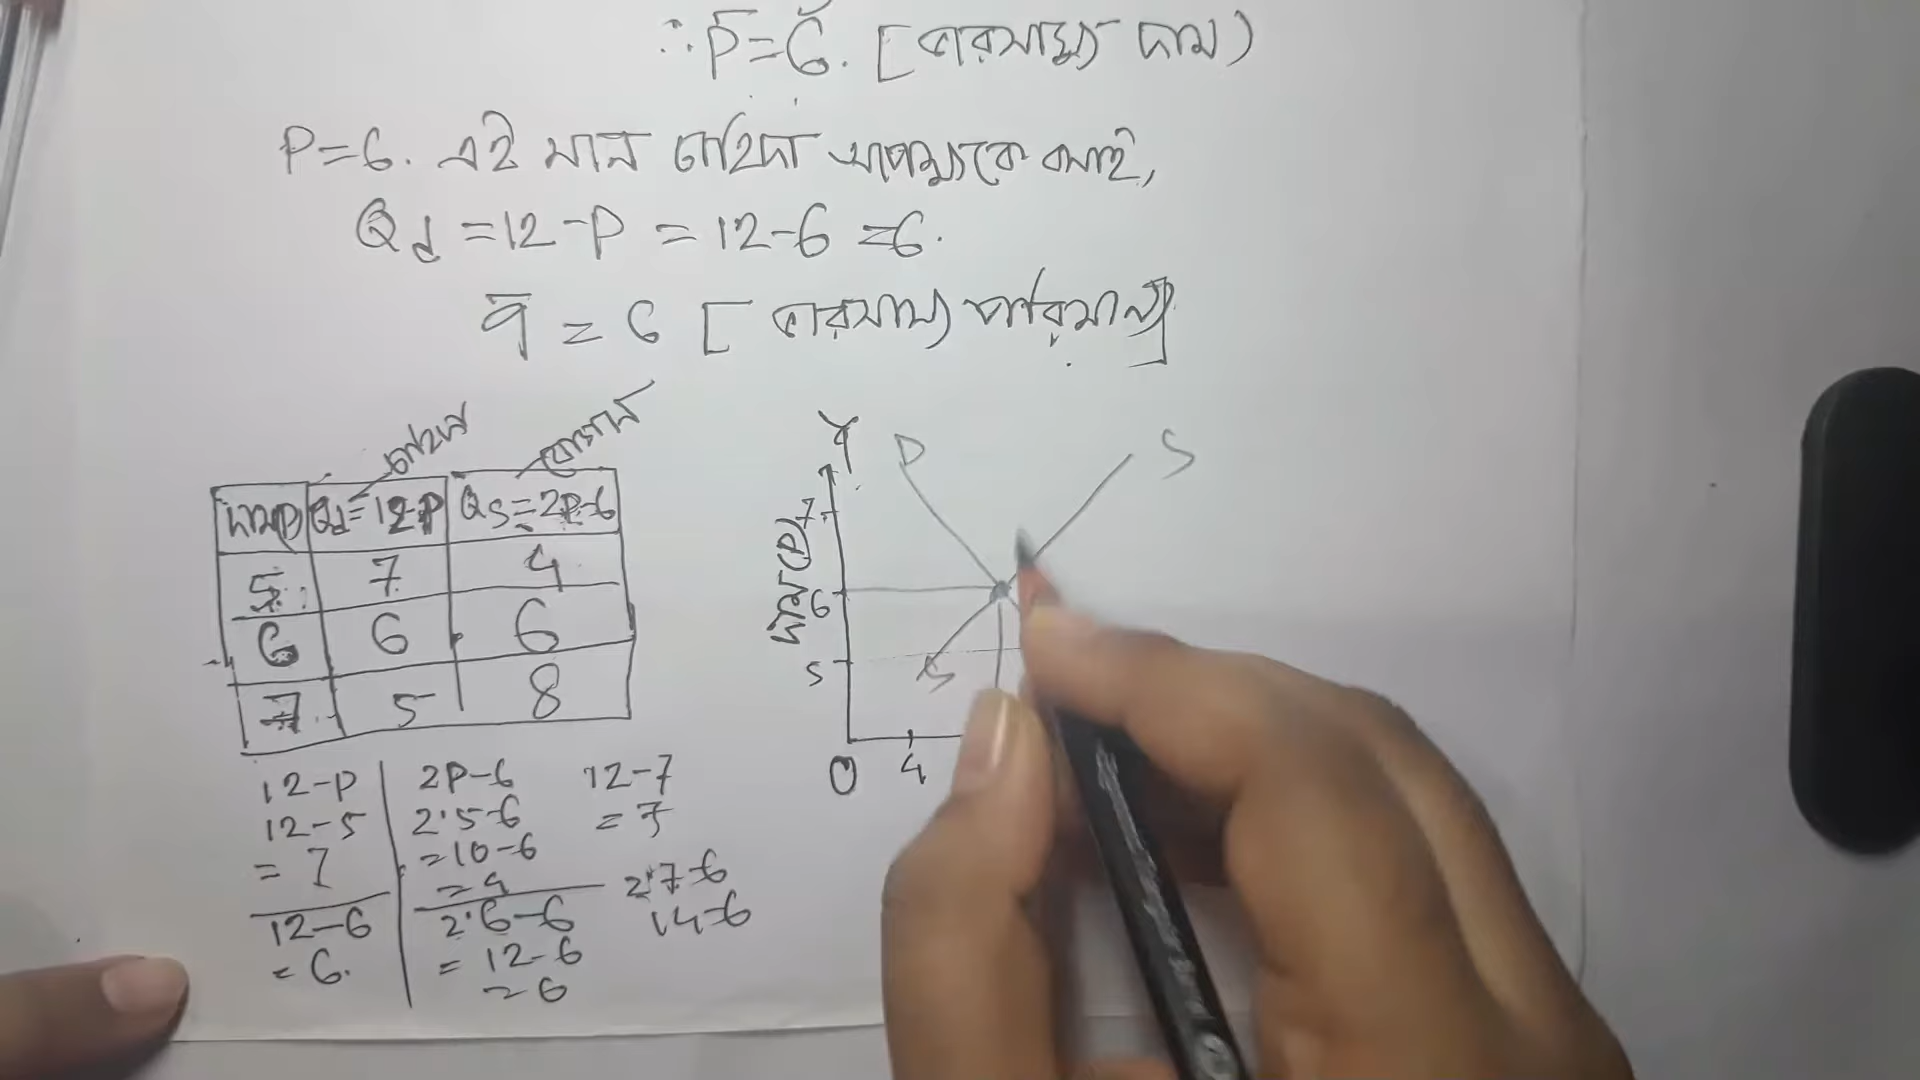 ∴ p̄ = 6. [ভারসাম্য দাম)
P = 6. এই মান চাহিদা অপেক্ষকে বসাই,
Qd = 12 - P = 12 - 6 = 6.
q̄ = 6 [ভারসাম্য পরিমাণ]
চাহিদা যোগান
দাম(P) Qd = 12-P Qs = 2P-6
5 7 4
6 6 6
7 5 8
12-P 2P-6 12-7
12-5 2·5-6 = 7
= 7 = 10-6
= 4 2·7-6
12-6 2·6-6 14-6
= 6. = 12-6
= 6
Y
D S
7
দাম (P)
6
5 S
0 4